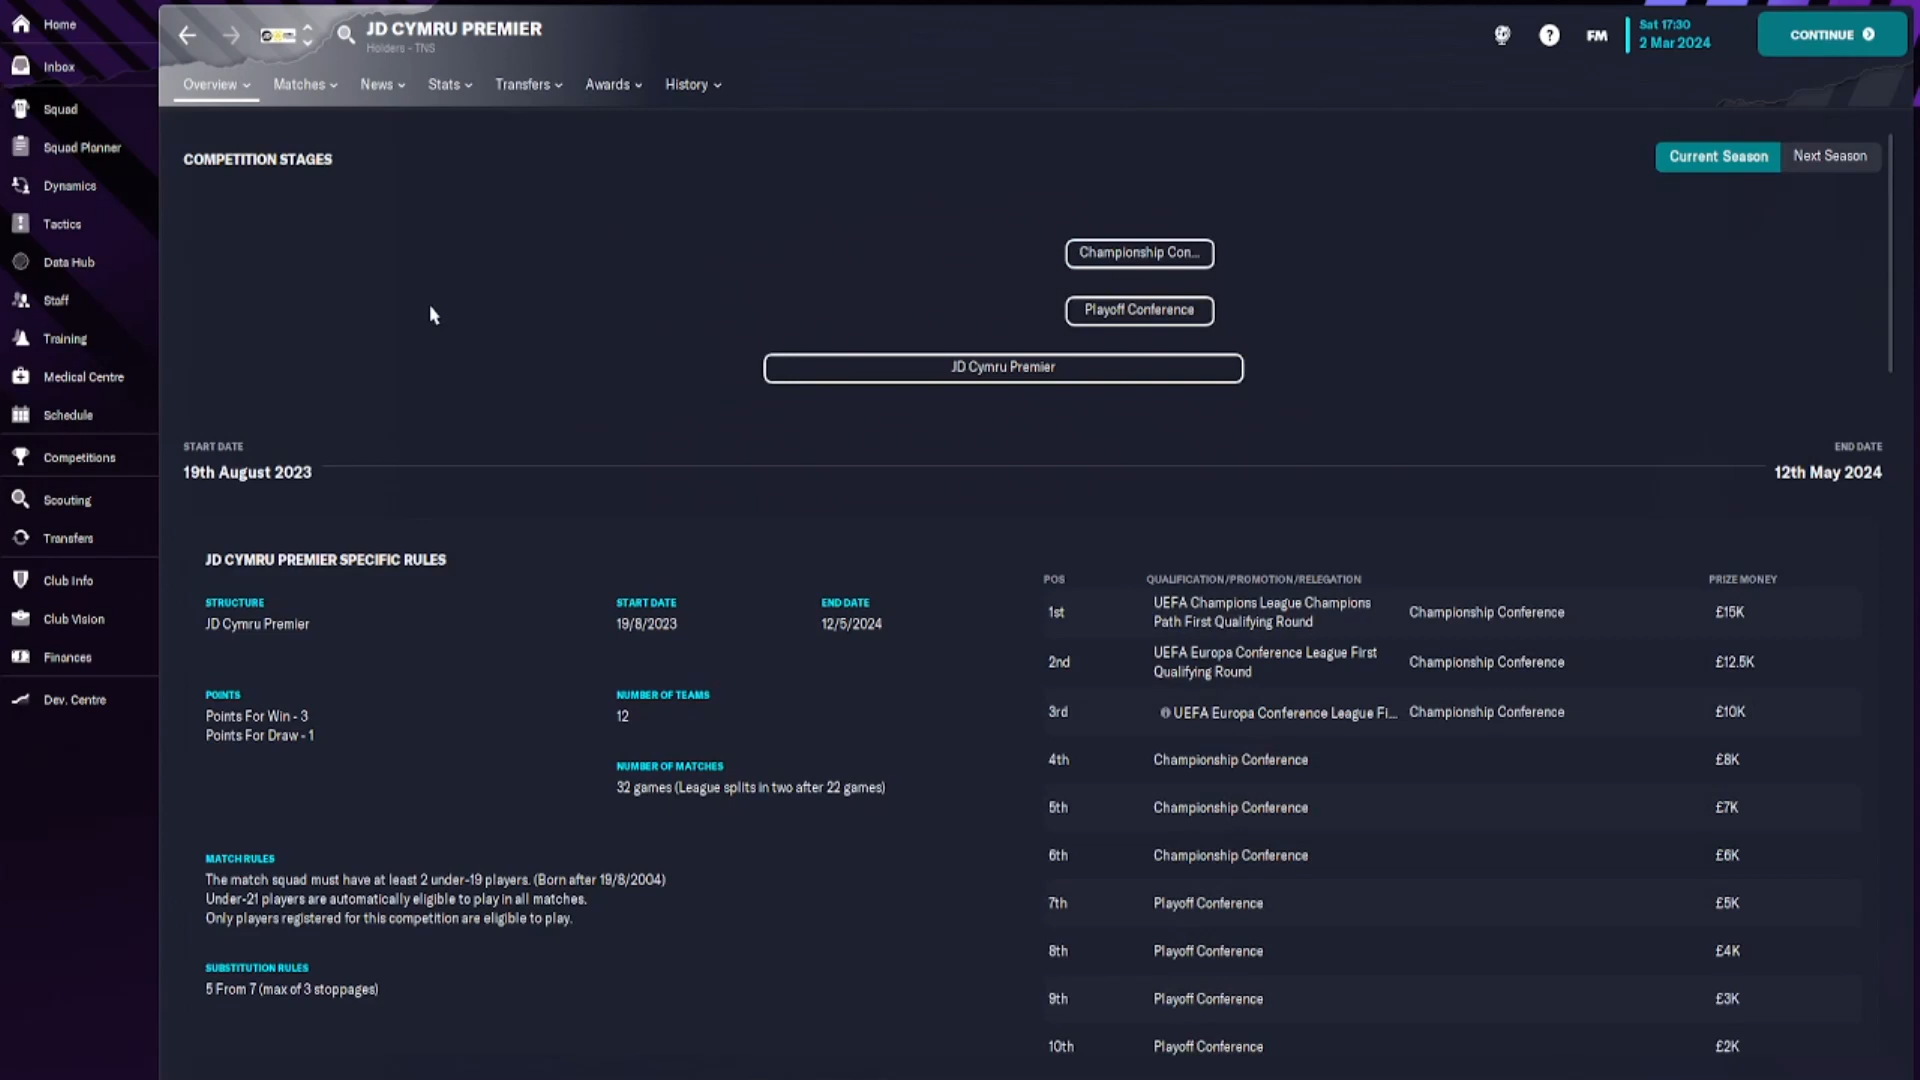 Home
Inbox
Squad
Squad Planner
Dynamics
Tactics
Data Hub
Staff
Training
Medical Centre
Schedule
Competitions
Scouting
Transfers
Club Info
Club Vision
Finances
Dev. Centre
JD CYMRU PREMIER
Holders - TNS
FM
Sat 17:30
2 Mar 2024
CONTINUE
Overview
Matches
News
Stats
Transfers
Awards
History
COMPETITION STAGES
Current Season
Next Season
Championship Con...
Playoff Conference
JD Cymru Premier
START DATE
19th August 2023
END DATE
12th May 2024
JD CYMRU PREMIER SPECIFIC RULES
STRUCTURE
JD Cymru Premier
START DATE
19/8/2023
END DATE
12/5/2024
POINTS
Points For Win - 3
Points For Draw - 1
NUMBER OF TEAMS
12
NUMBER OF MATCHES
32 games (League splits in two after 22 games)
MATCH RULES
The match squad must have at least 2 under-19 players. (Born after 19/8/2004)
Under-21 players are automatically eligible to play in all matches.
Only players registered for this competition are eligible to play.
SUBSTITUTION RULES
5 From 7 (max of 3 stoppages)
POS QUALIFICATION/PROMOTION/RELEGATION PRIZE MONEY
1st UEFA Champions League Champions
Path First Qualifying Round Championship Conference £15K
2nd UEFA Europa Conference League First
Qualifying Round Championship Conference £12.5K
3rd UEFA Europa Conference League Fi... Championship Conference £10K
4th Championship Conference £8K
5th Championship Conference £7K
6th Championship Conference £6K
7th Playoff Conference £5K
8th Playoff Conference £4K
9th Playoff Conference £3K
10th Playoff Conference £2K